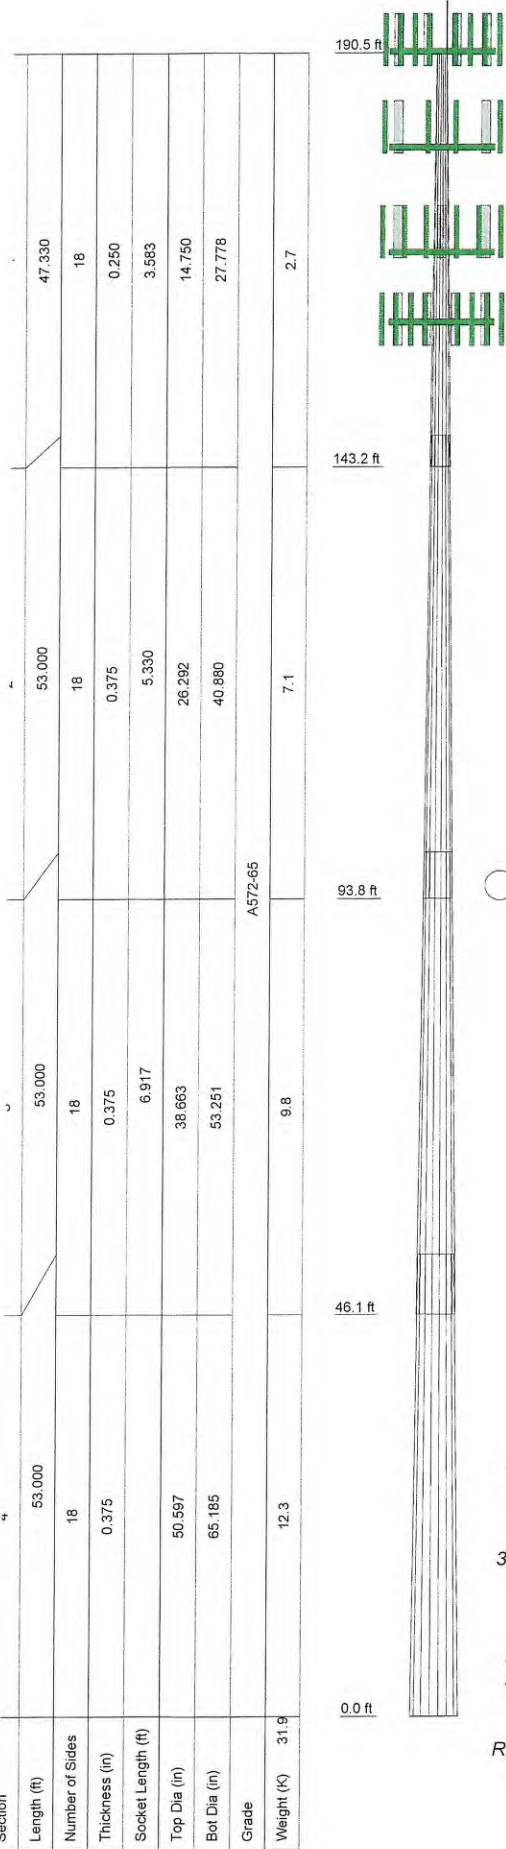 190.5 ft
47.330
18
0.250
3.583
14.750
27.778
2.7
143.2 ft
53.000
18
0.375
5.330
26.292
40.880
7.1
A572-65
93.8 ft
53.000
18
0.375
6.917
38.663
53.251
9.8
46.1 ft
4
53.000
18
0.375
50.597
65.185
12.3
3
0.0 ft
Section
Length (ft)
Number of Sides
Thickness (in)
Socket Length (ft)
Top Dia (in)
Bot Dia (in)
Grade
Weight (K) 31.9
R